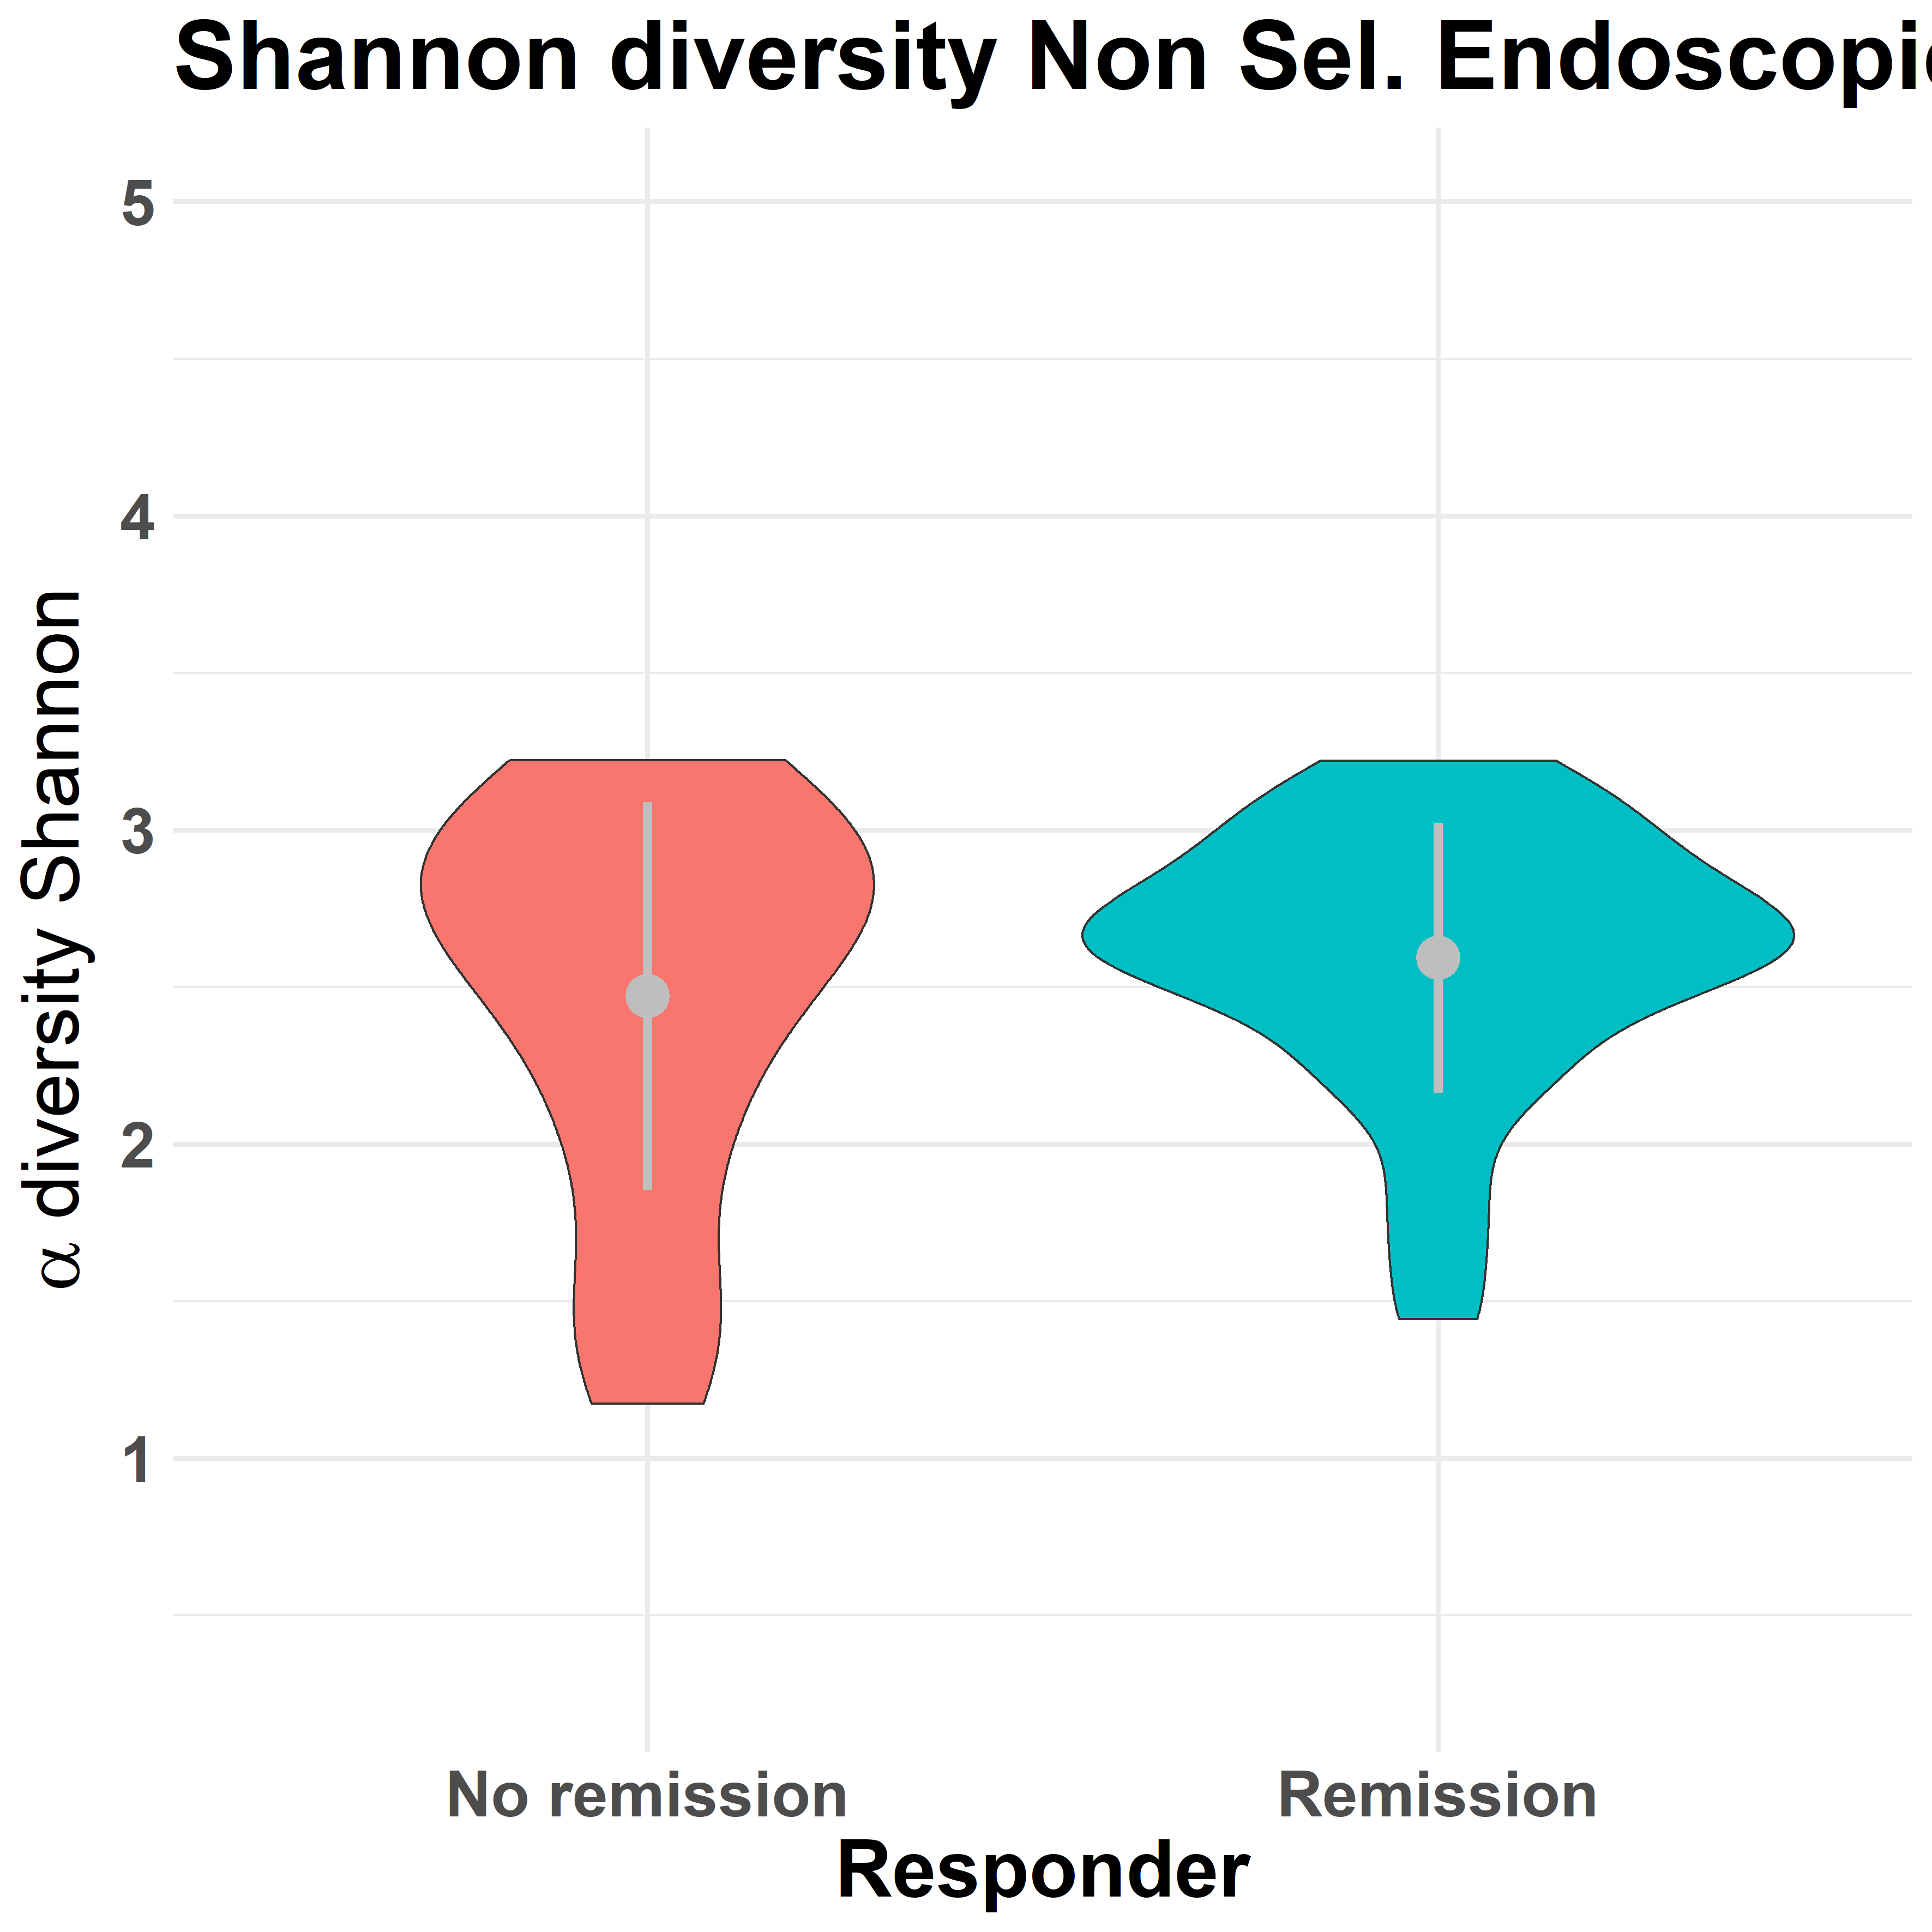 Shannon diversity Non Sel. Endoscopic
5
4
3
2
1
α diversity Shannon
No remission
Remission
Responder